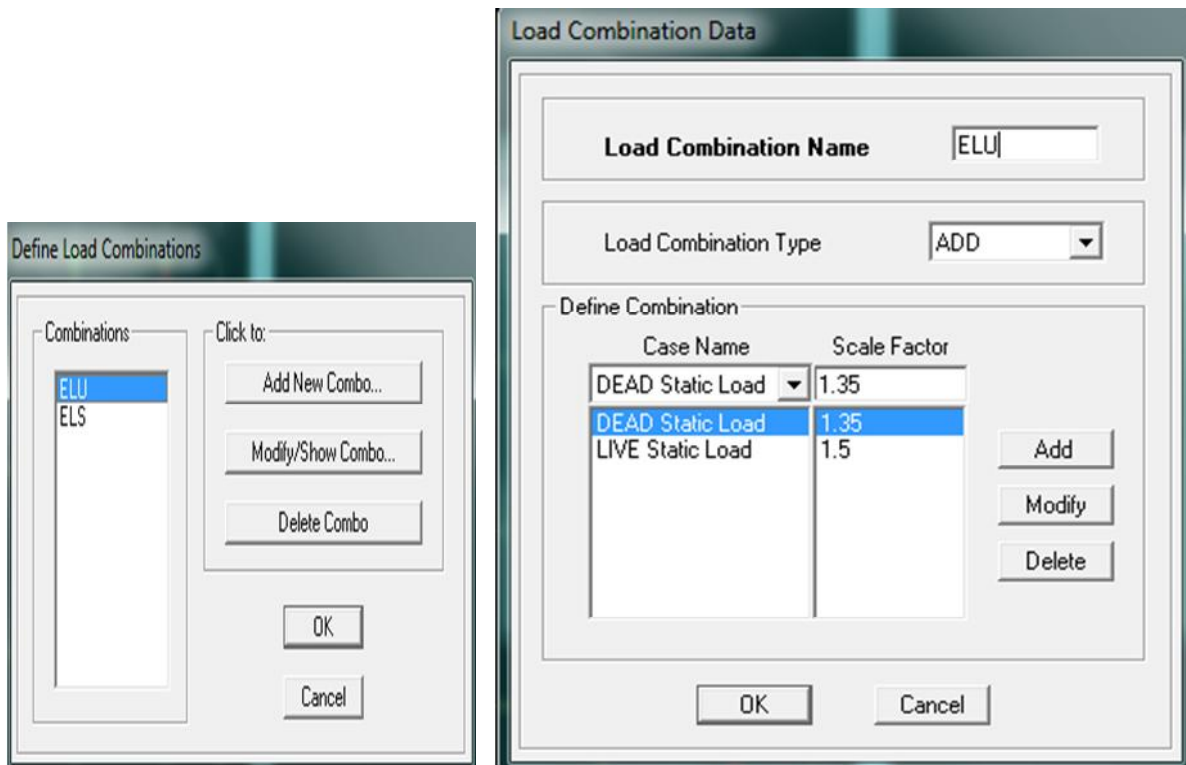 Define Load Combinations
Combinations
ELU
ELS
Click to:
Add New Combo...
Modify/Show Combo...
Delete Combo
OK
Cancel
Load Combination Data
Load Combination Name
ELU
Load Combination Type
ADD
Define Combination
Case Name Scale Factor
DEAD Static Load 1.35
DEAD Static Load 1.35
LIVE Static Load 1.5
Add
Modify
Delete
OK
Cancel